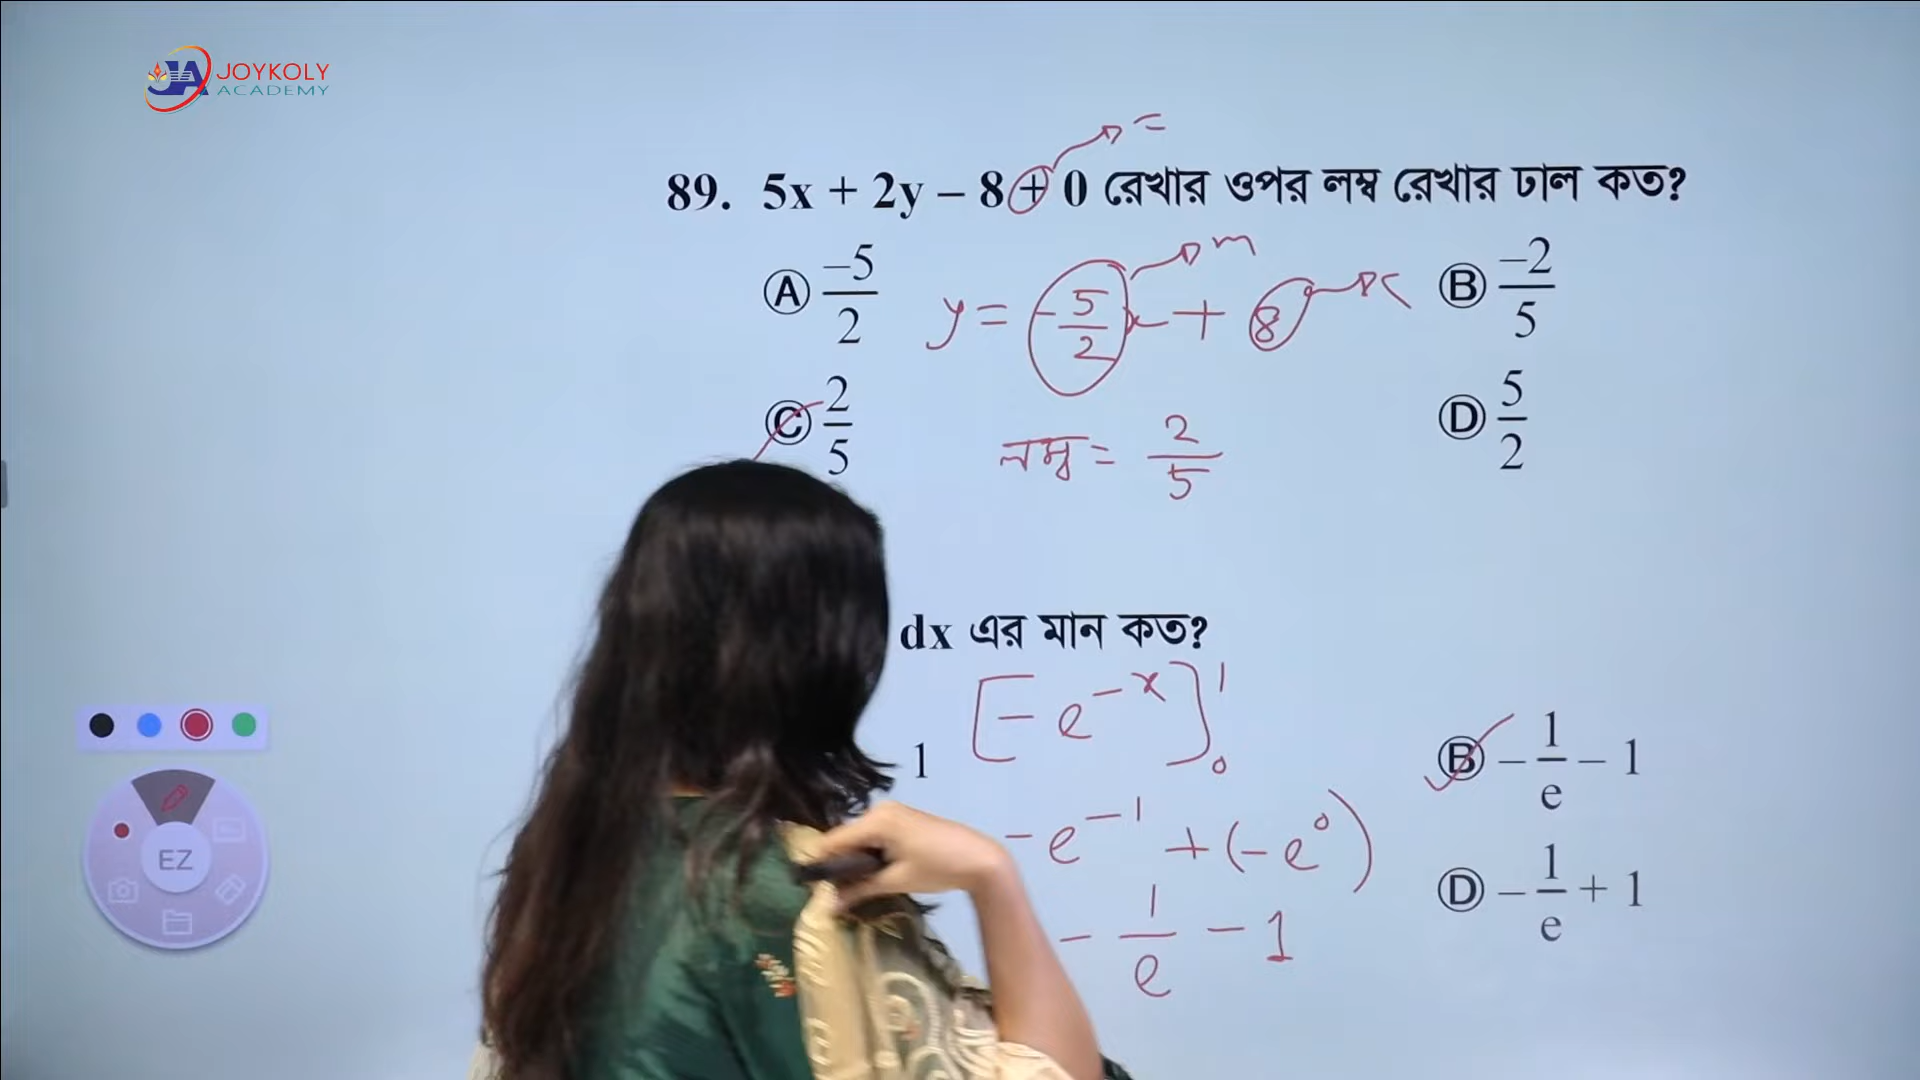 JOYKOLY
ACADEMY
=
89. 5x + 2y – 8 + 0 রেখার ওপর লম্ব রেখার ঢাল কত?
Ⓐ –5/2
y = -5/2 x + 8
m
c
Ⓑ –2/5
Ⓒ 2/5
লম্ব = 2/5
Ⓓ 5/2
dx এর মান কত?
[-e^-x]₀¹
1
Ⓑ – 1/e – 1
-e^-1 + (-e^0)
Ⓓ – 1/e + 1
- 1/e - 1
EZ